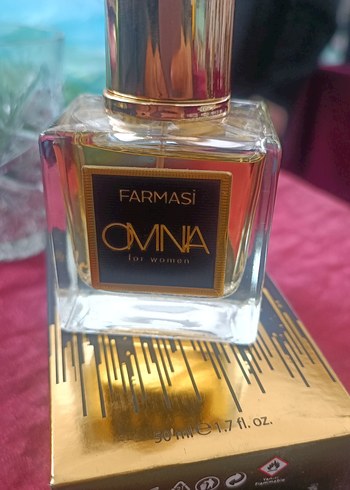 FARMASİ
OMNIA
for women
50 ml ℮ 1.7 fl. oz.